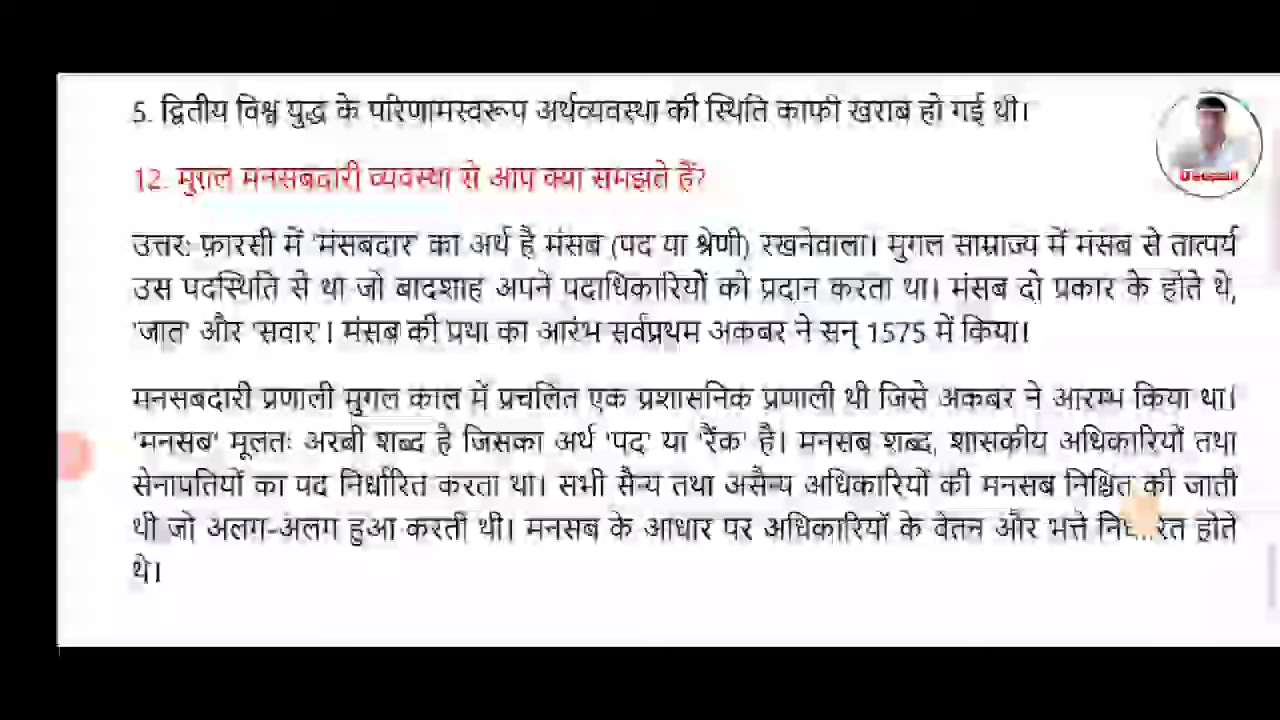 5. द्वितीय विश्व युद्ध के परिणामस्वरूप अर्थव्यवस्था की स्थिति काफी खराब हो गई थी।
12. मुग़ल मनसबदारी व्यवस्था से आप क्या समझते हैं?
उत्तर: फ़ारसी में 'मंसबदार' का अर्थ है मंसब (पद या श्रेणी) रखनेवाला। मुगल साम्राज्य में मंसब से तात्पर्य
उस पदस्थिति से था जो बादशाह अपने पदाधिकारियों को प्रदान करता था। मंसब दो प्रकार के होते थे,
'जात' और 'सवार'। मंसब की प्रथा का आरंभ सर्वप्रथम अकबर ने सन् 1575 में किया।
मनसबदारी प्रणाली मुगल काल में प्रचलित एक प्रशासनिक प्रणाली थी जिसे अकबर ने आरम्भ किया था।
'मनसब' मूलतः अरबी शब्द है जिसका अर्थ 'पद' या 'रैंक' है। मनसब शब्द, शासकीय अधिकारियों तथा
सेनापतियों का पद निर्धारित करता था। सभी सैन्य तथा असैन्य अधिकारियों की मनसब निश्चित की जाती
थी जो अलग-अलग हुआ करती थी। मनसब के आधार पर अधिकारियों के वेतन और भत्ते निर्धारित होते
थे।